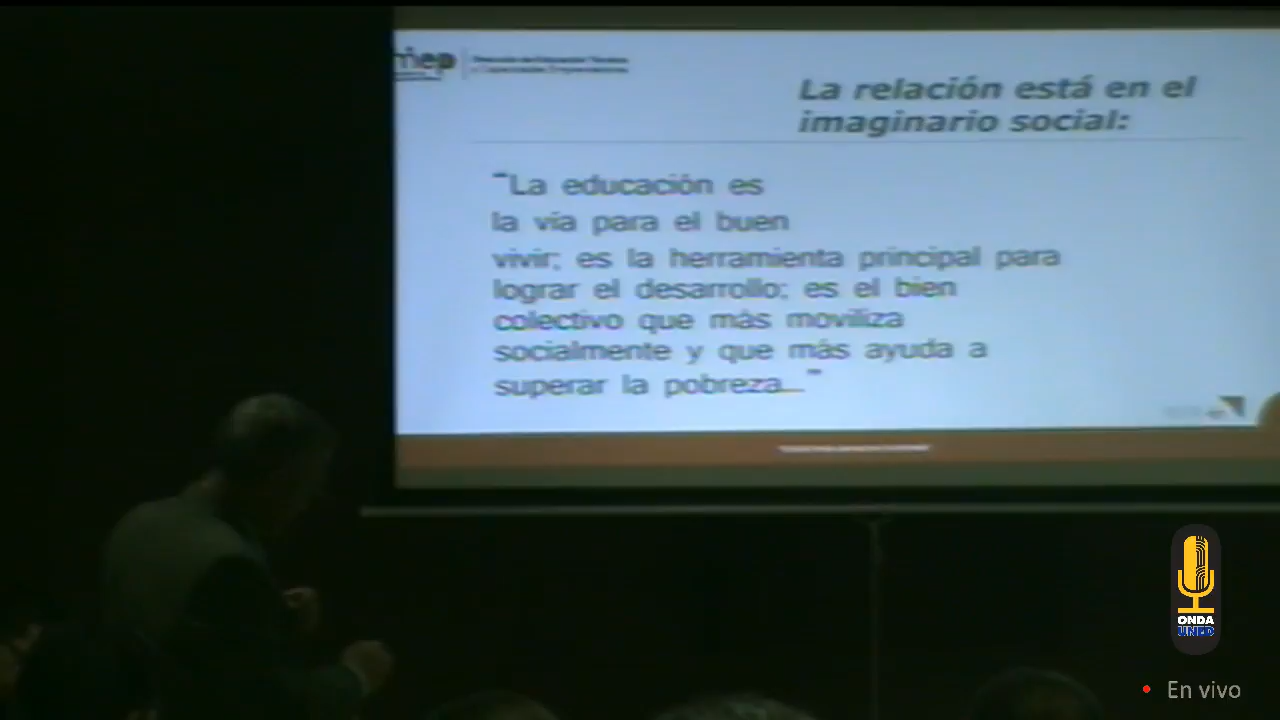 mep
La relación está en el
imaginario social:
"La educación es
la vía para el buen
vivir; es la herramienta principal para
lograr el desarrollo; es el bien
colectivo que más moviliza
socialmente y que más ayuda a
superar la pobreza..."
ONDA
UNED
• En vivo